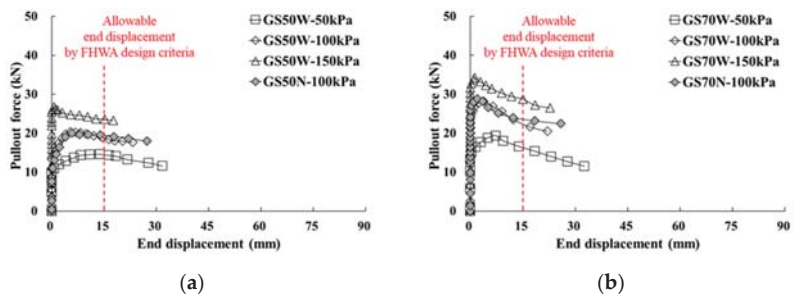 50
40
30
20
10
0
Pullout force (kN)
Allowable
end displacement
by FHWA design criteria
GS50W-50kPa
GS50W-100kPa
GS50W-150kPa
GS50N-100kPa
0 15 30 45 60 75 90
End displacement (mm)
(a)
50
40
30
20
10
0
Pullout force (kN)
Allowable
end displacement
by FHWA design criteria
GS70W-50kPa
GS70W-100kPa
GS70W-150kPa
GS70N-100kPa
0 15 30 45 60 75 90
End displacement (mm)
(b)